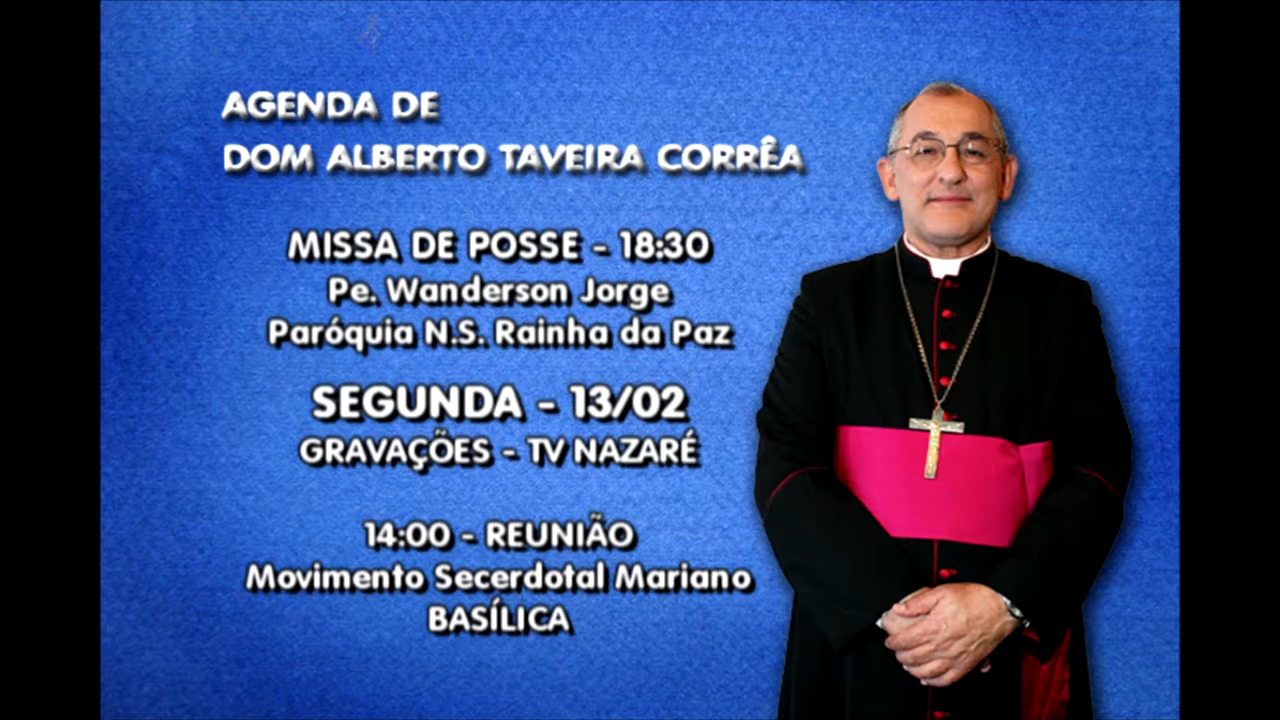 AGENDA DE
DOM ALBERTO TAVEIRA CORRÊA
MISSA DE POSSE - 18:30
Pe. Wanderson Jorge
Paróquia N.S. Rainha da Paz
SEGUNDA - 13/02
GRAVAÇÕES - TV NAZARÉ
14:00 - REUNIÃO
Movimento Secerdotal Mariano
BASÍLICA